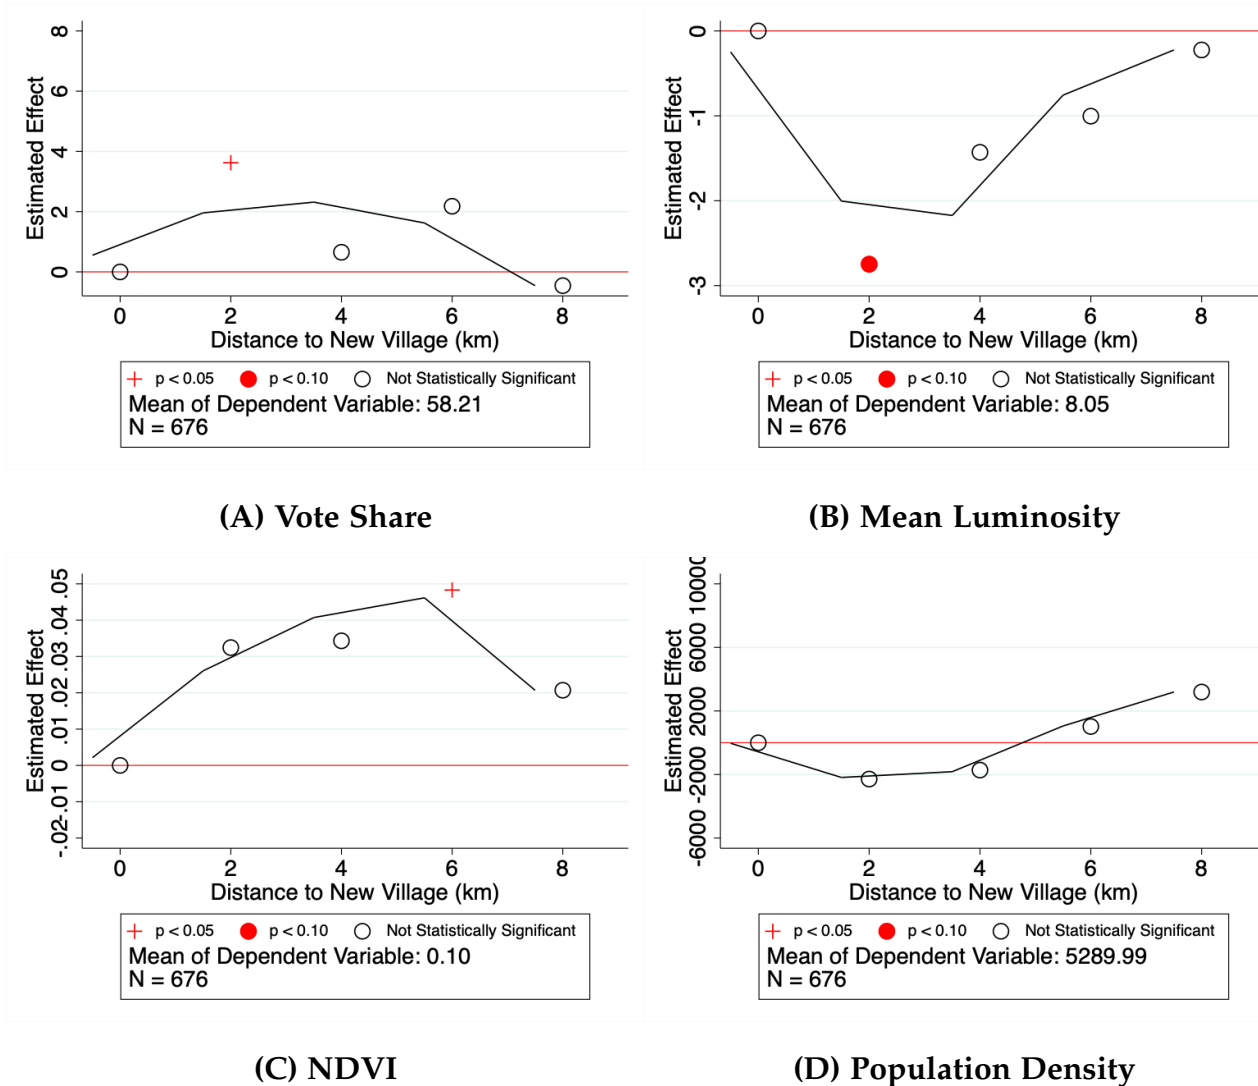 8
6
4
2
0
Estimated Effect
0 2 4 6 8
Distance to New Village (km)
p < 0.05 p < 0.10 Not Statistically Significant
Mean of Dependent Variable: 58.21
N = 676
(A) Vote Share
0
-1
-2
-3
Estimated Effect
0 2 4 6 8
Distance to New Village (km)
p < 0.05 p < 0.10 Not Statistically Significant
Mean of Dependent Variable: 8.05
N = 676
(B) Mean Luminosity
-.02 -.01 0 .01 .02 .03 .04 .05
Estimated Effect
0 2 4 6 8
Distance to New Village (km)
p < 0.05 p < 0.10 Not Statistically Significant
Mean of Dependent Variable: 0.10
N = 676
(C) NDVI
-6000 -2000 2000 6000 10000
Estimated Effect
0 2 4 6 8
Distance to New Village (km)
p < 0.05 p < 0.10 Not Statistically Significant
Mean of Dependent Variable: 5289.99
N = 676
(D) Population Density